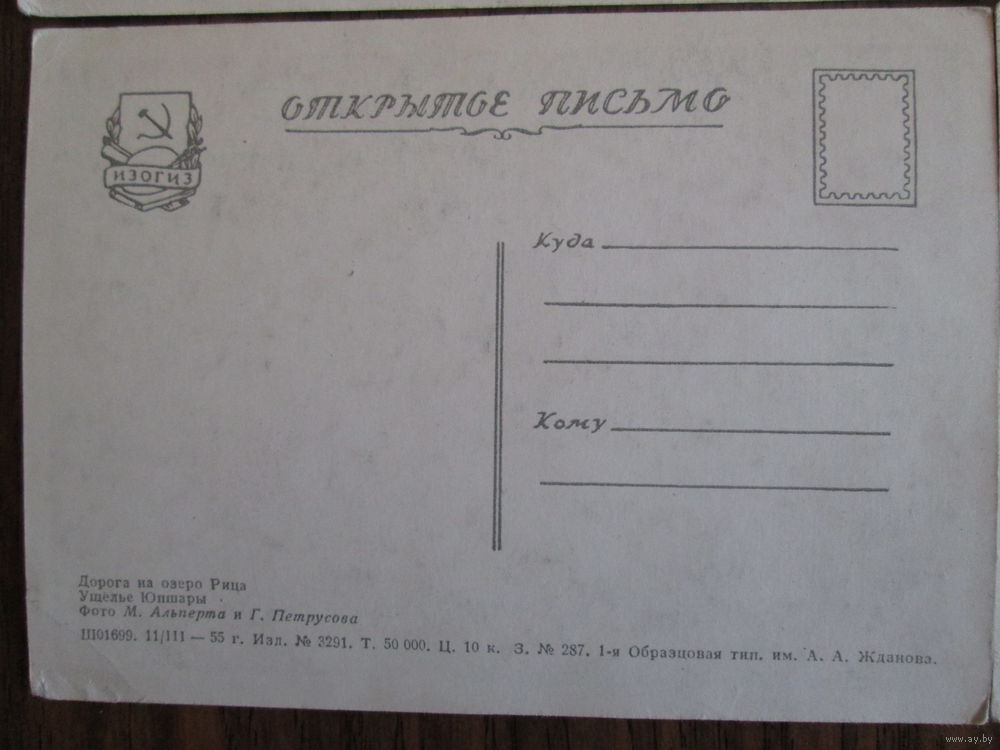 ОТКРЫТОЕ ПИСЬМО
ИЗОГИЗ
Куда
Кому
Дорога на озеро Рица
Ущелье Юпшары
Фото М. Альперта и Г. Петрусова
Ш01699. 11/III — 55 г. Изд. № 3291. Т. 50 000. Ц. 10 к. З. № 287. 1-я Образцовая тип. им. А. А. Жданова.
www.ay.by